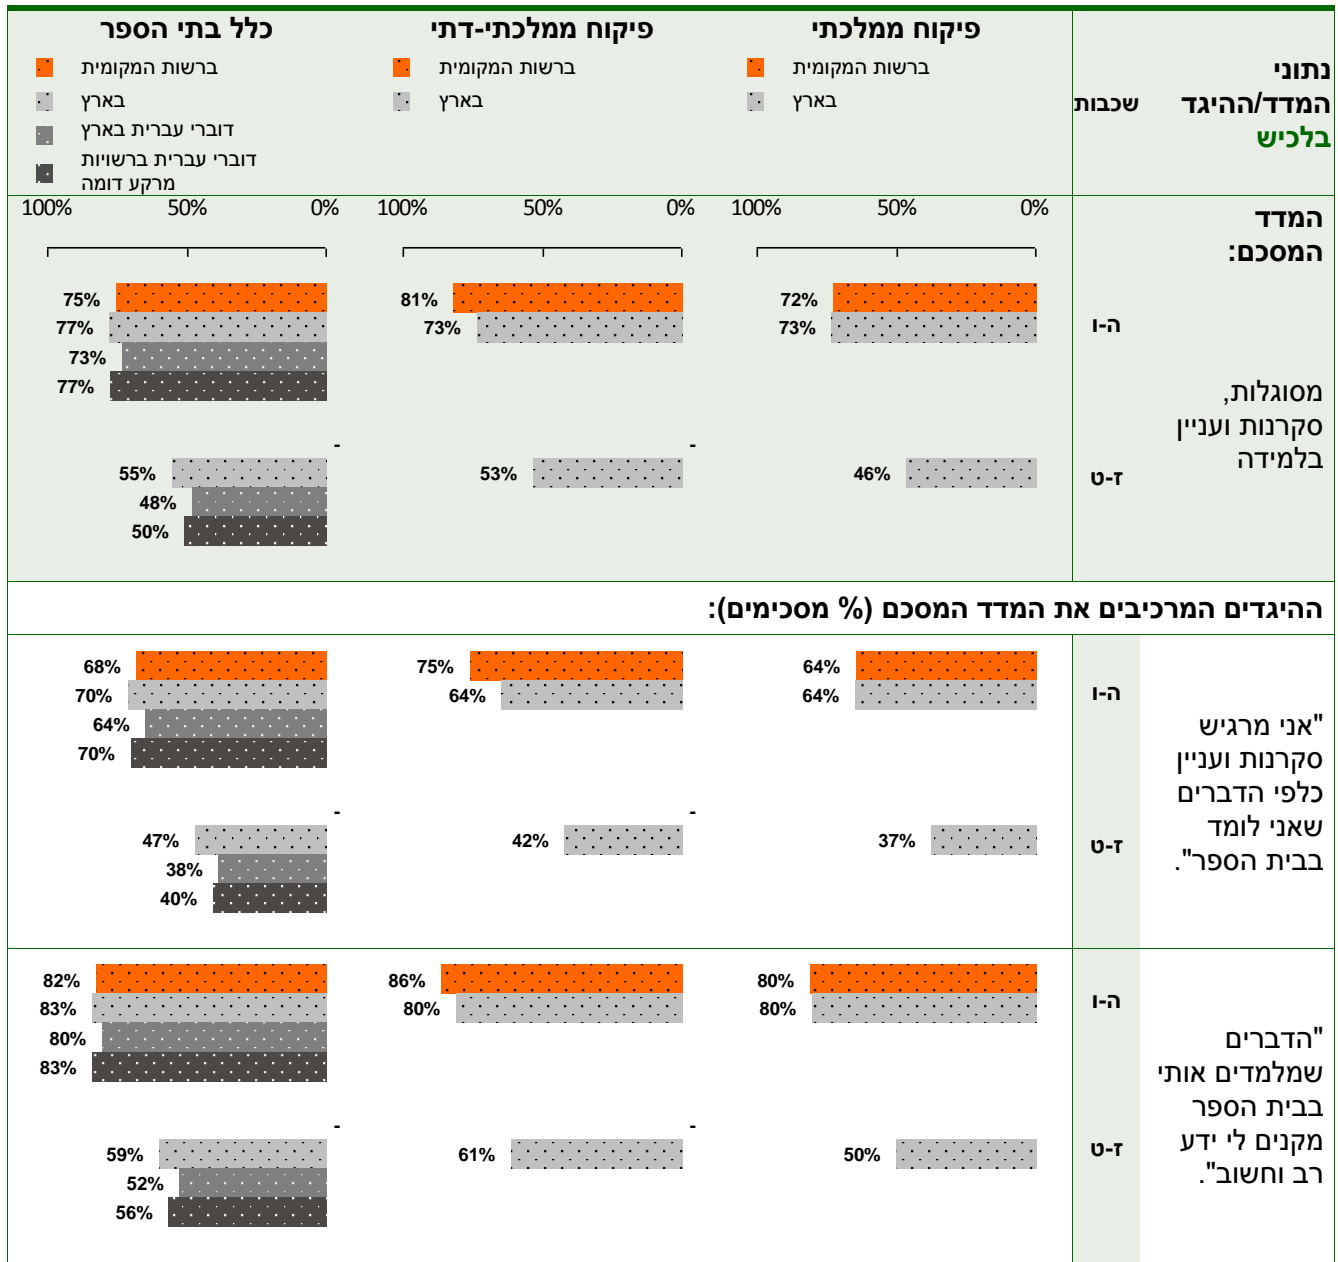 נתוני
המדד/ההיגד
בלכיש
שכבות
פיקוח ממלכתי
ברשות המקומית
בארץ
פיקוח ממלכתי-דתי
ברשות המקומית
בארץ
כלל בתי הספר
ברשות המקומית
בארץ
דוברי עברית בארץ
דוברי עברית ברשויות
מרקע דומה
המדד
המסכם:
מסוגלות,
סקרנות ועניין
בלמידה
0% 50% 100%
0% 50% 100%
0% 50% 100%
ה-ו
72%
73%
81%
73%
75%
77%
73%
77%
ז-ט
46%
-
53%
-
55%
48%
50%
ההיגדים המרכיבים את המדד המסכם (% מסכימים):
"אני מרגיש
סקרנות ועניין
כלפי הדברים
שאני לומד
בבית הספר".
ה-ו
64%
64%
75%
64%
68%
70%
64%
70%
ז-ט
37%
-
42%
-
47%
38%
40%
"הדברים
שמלמדים אותי
בבית הספר
מקנים לי ידע
רב וחשוב".
ה-ו
80%
80%
86%
80%
82%
83%
80%
83%
ז-ט
50%
-
61%
-
59%
52%
56%